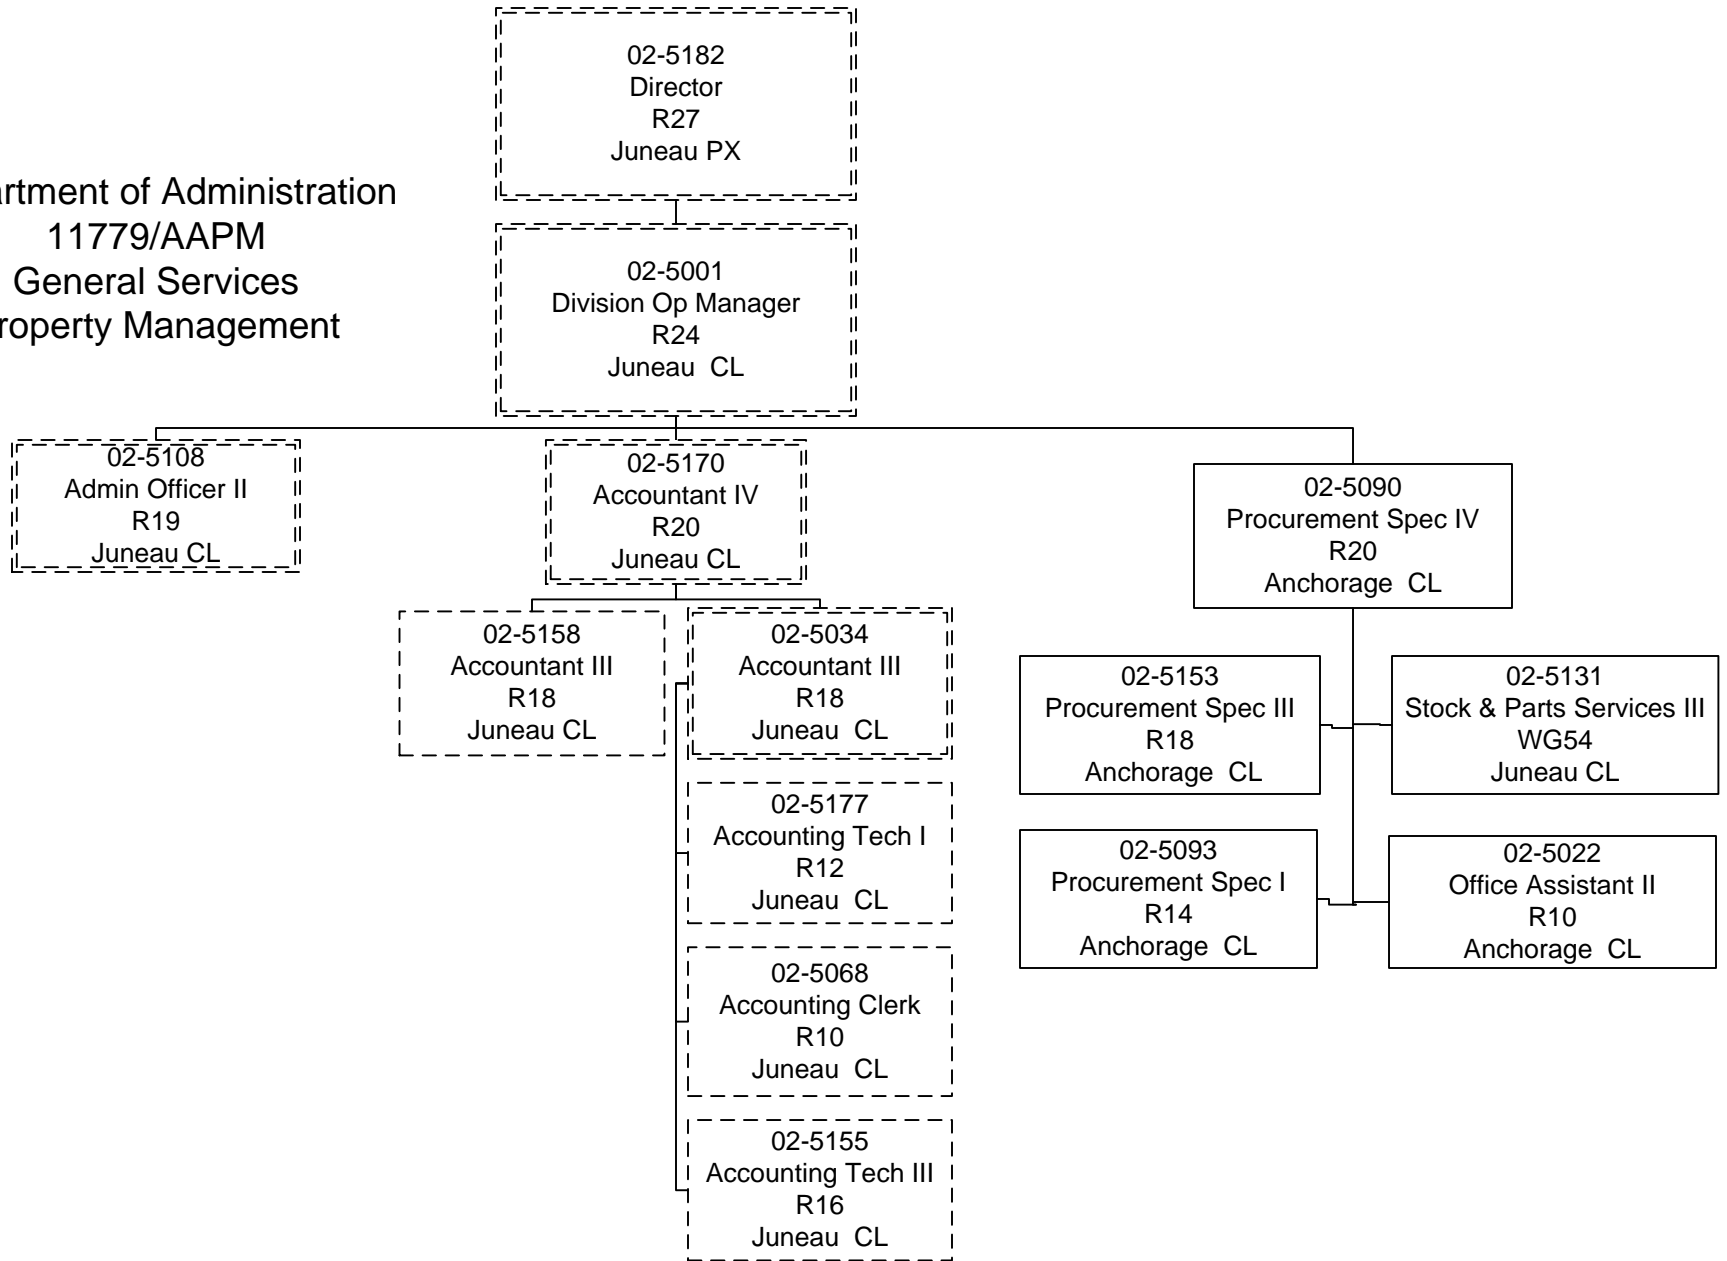 02-5182
Director
R27
Juneau PX
artment of Administration
11779/AAPM
General Services
roperty Management
02-5001
Division Op Manager
R24
Juneau  CL
02-5108
Admin Officer II
R19
Juneau CL
02-5170
Accountant IV
R20
Juneau CL
02-5090
Procurement Spec IV
R20
Anchorage  CL
02-5158
Accountant III
R18
Juneau CL
02-5034
Accountant III
R18
Juneau  CL
02-5153
Procurement Spec III
R18
Anchorage  CL
02-5131
Stock & Parts Services III
WG54
Juneau CL
02-5177
Accounting Tech I
R12
Juneau  CL
02-5093
Procurement Spec I
R14
Anchorage  CL
02-5022
Office Assistant II
R10
Anchorage  CL
02-5068
Accounting Clerk
R10
Juneau  CL
02-5155
Accounting Tech III
R16
Juneau  CL